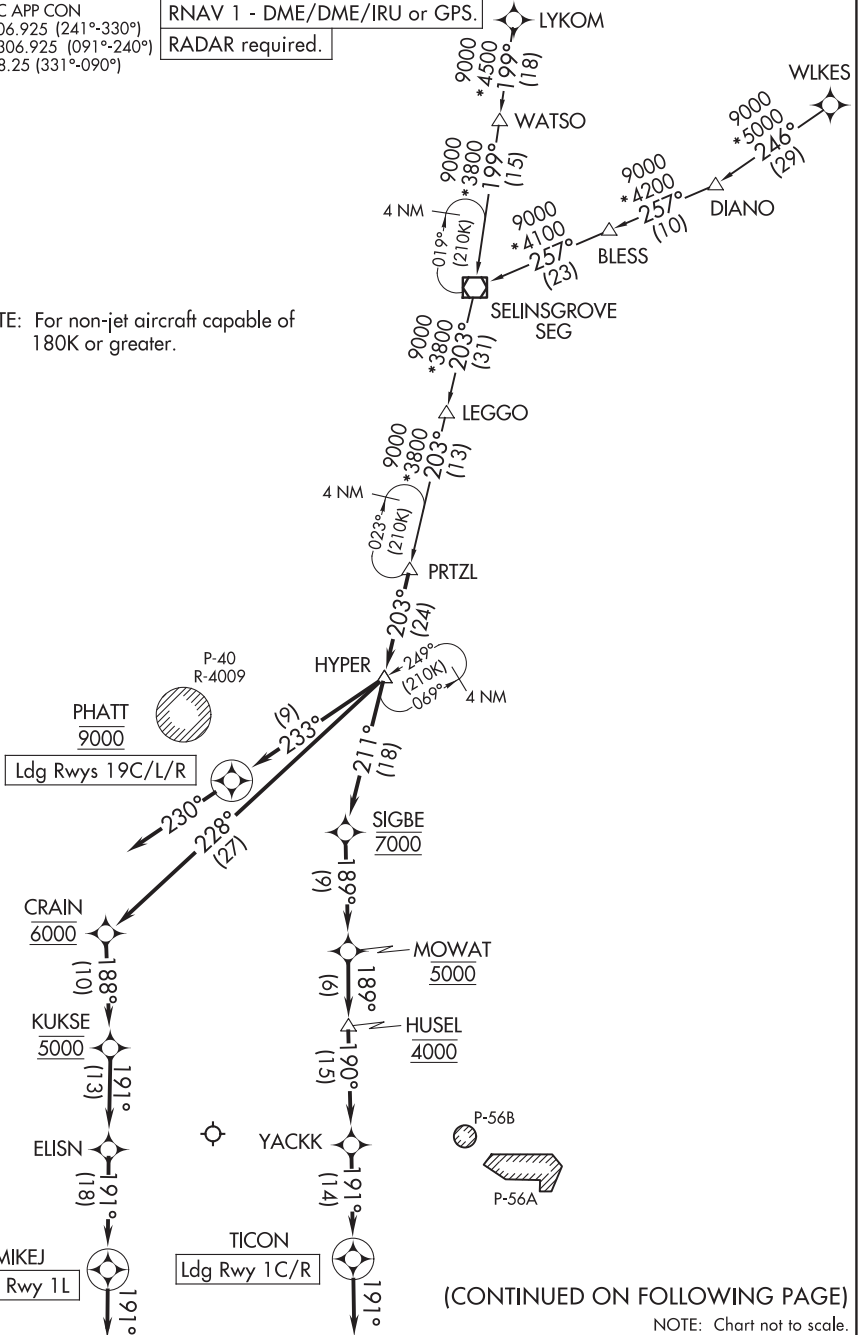 C APP CON
06.925 (241°-330°)
306.925 (091°-240°)
8.25 (331°-090°)
RNAV 1 - DME/DME/IRU or GPS.
RADAR required.
LYKOM
9000
*4500
199°
(18)
WATSO
WLKES
9000
*5000
246°
(29)
DIANO
9000
*4200
257°
(10)
BLESS
9000
*4100
257°
(23)
9000
*3800
199°
(15)
4 NM
019°
(210K)
SELINSGROVE
SEG
TE: For non-jet aircraft capable of
180K or greater.
9000
*3800
203°
(31)
LEGGO
9000
*3800
203°
(13)
4 NM
023°
(210K)
PRTZL
203°
(24)
HYPER
249°
(210K)
069°
4 NM
P-40
R-4009
PHATT
9000
Ldg Rwys 19C/L/R
(9)
233°
230°
228°
(27)
211°
(18)
SIGBE
7000
189°
(9)
CRAIN
6000
188°
(10)
MOWAT
5000
189°
(6)
KUKSE
5000
191°
(13)
HUSEL
4000
190°
(15)
ELISN
YACKK
P-56B
P-56A
191°
(18)
191°
(14)
MIKEJ
Rwy 1L
191°
TICON
Ldg Rwy 1C/R
191°
(CONTINUED ON FOLLOWING PAGE)
NOTE: Chart not to scale.